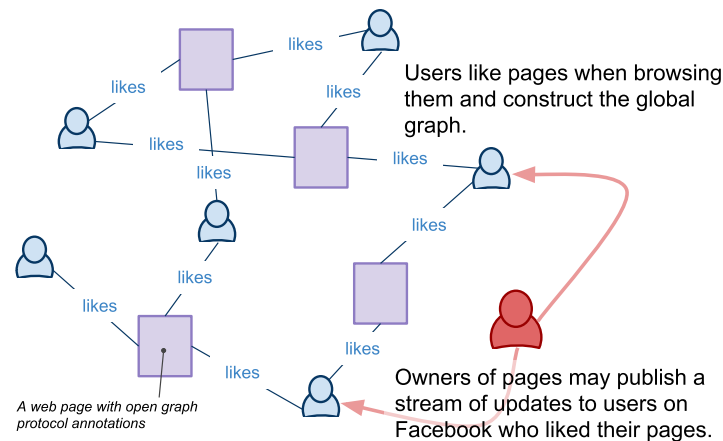 likes
likes
Users like pages when browsing
them and construct the global
graph.
likes
likes
likes
likes
likes
likes
likes
likes
likes
Owners of pages may publish a
stream of updates to users on
Facebook who liked their pages.
A web page with open graph
protocol annotations